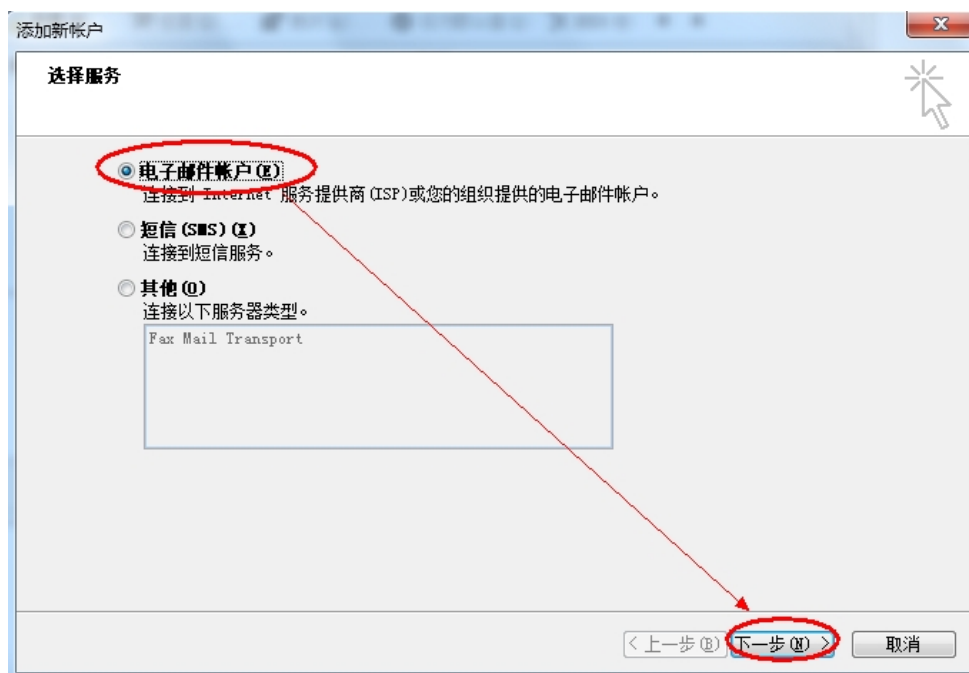 添加新帐户
选择服务
电子邮件帐户(E)
连接到 Internet 服务提供商(ISP)或您的组织提供的电子邮件帐户。
短信(SMS)(X)
连接到短信服务。
其他(O)
连接以下服务器类型。
Fax Mail Transport
< 上一步(B) 下一步(N) > 取消